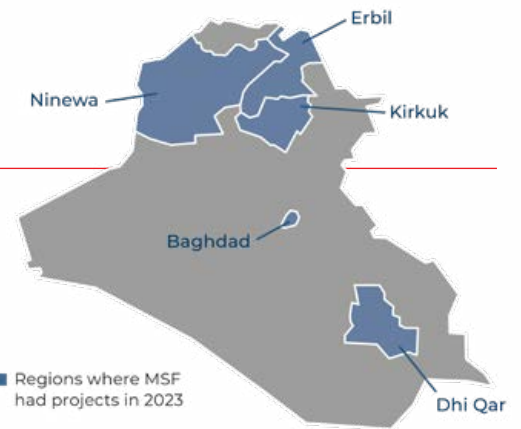 Erbil
Ninewa
Kirkuk
Baghdad
Regions where MSF
had projects in 2023
Dhi Qar